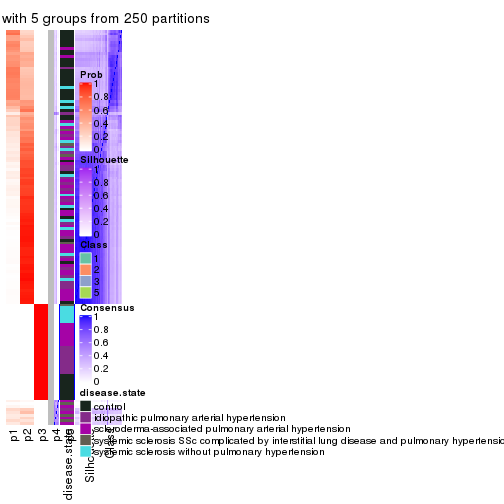 with 5 groups from 250 partitions
Prob
1
0.8
0.6
0.4
0.2
0
Silhouette
1
0.8
0.6
0.4
0.2
0
Class
1
2
3
5
Consensus
1
0.8
0.6
0.4
0.2
0
disease.state
control
idiopathic pulmonary arterial hypertension
scleroderma-associated pulmonary arterial hypertension
systemic sclerosis SSc complicated by interstitial lung disease and pulmonary hypertensio
systemic sclerosis without pulmonary hypertension
p1
p2
p3
p4
disease.state